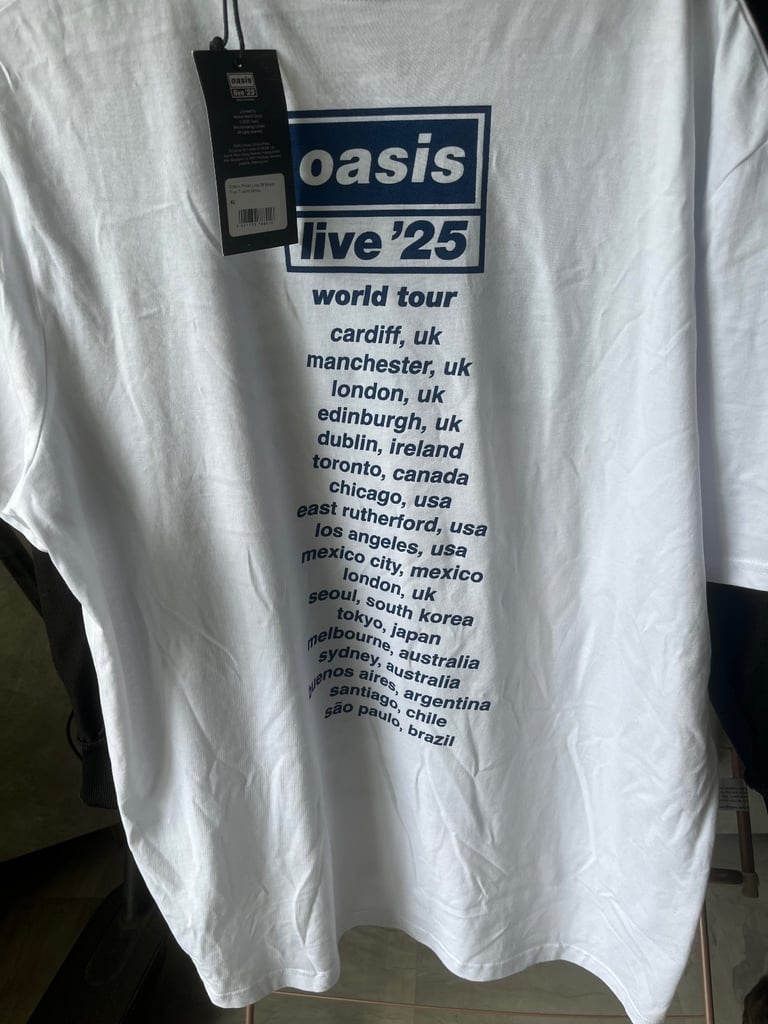 oasis
live '25
XL
oasis
live '25
world tour
cardiff, uk
manchester, uk
london, uk
edinburgh, uk
dublin, ireland
toronto, canada
chicago, usa
east rutherford, usa
los angeles, usa
mexico city, mexico
london, uk
seoul, south korea
tokyo, japan
melbourne, australia
sydney, australia
buenos aires, argentina
santiago, chile
são paulo, brazil